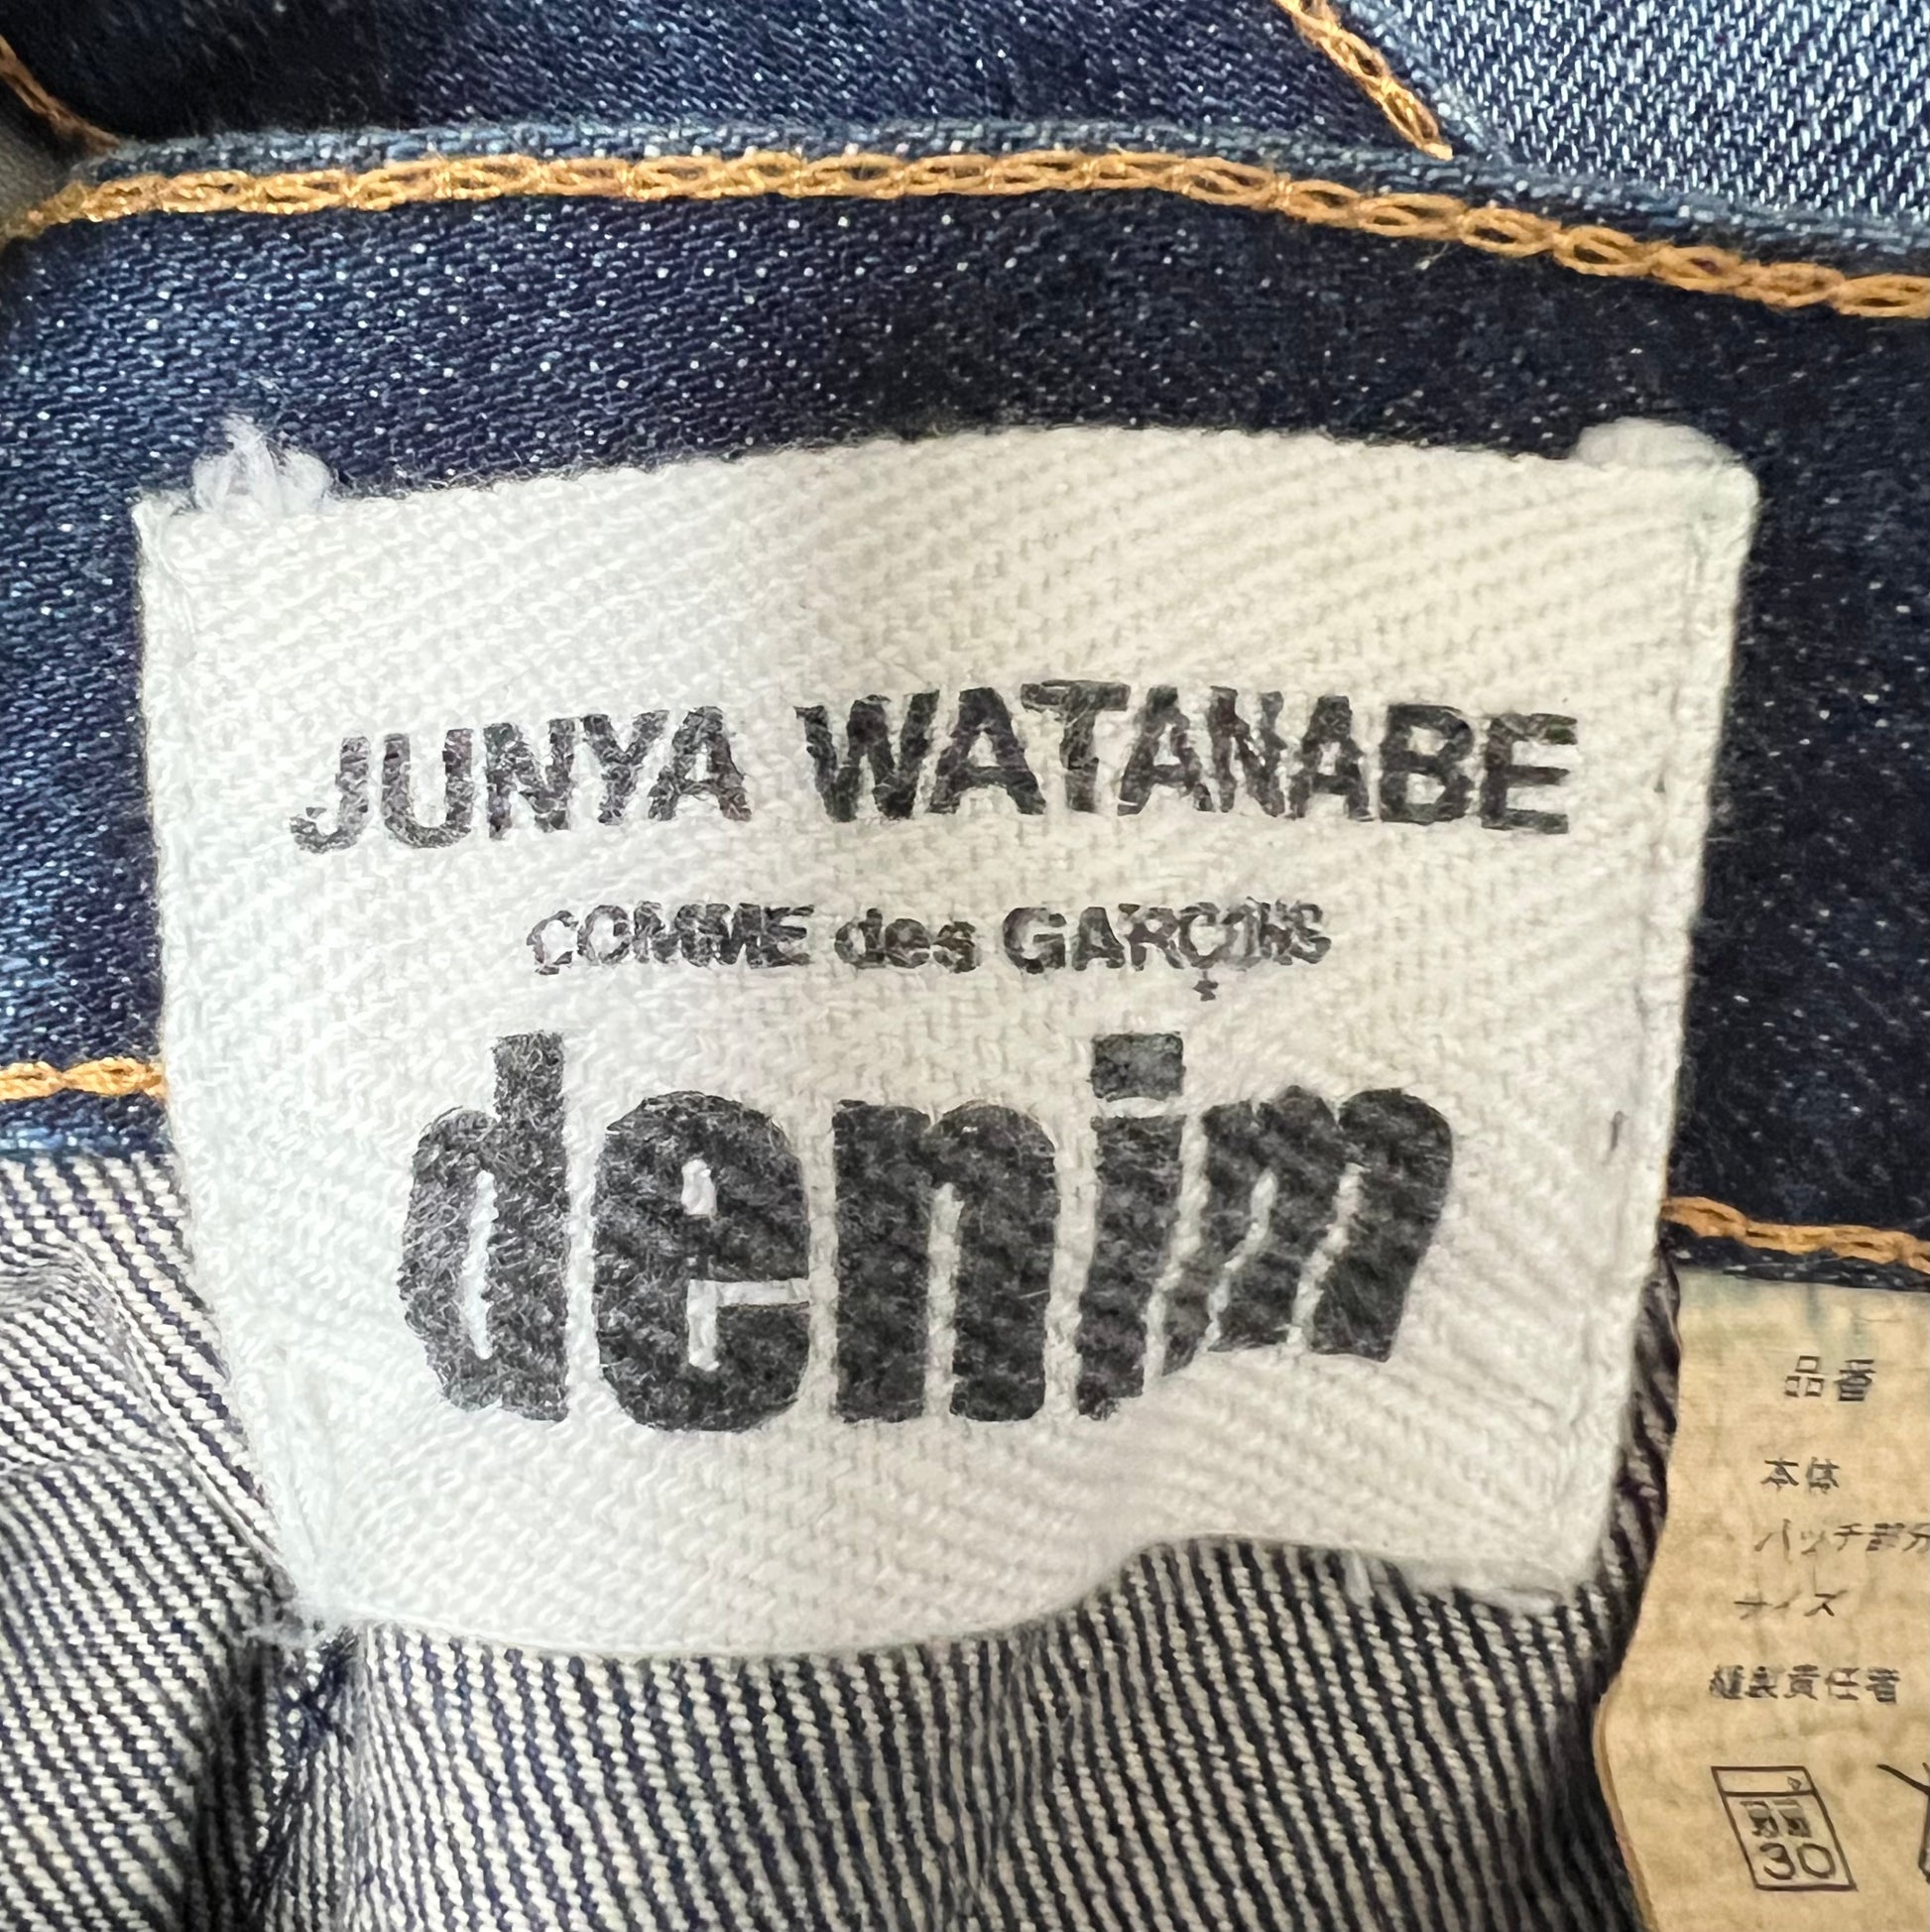 JUNYA WATANABE
COMME des GARÇONS
denim
品番
本体
パッチ部分
サイズ
縫製責任者
30